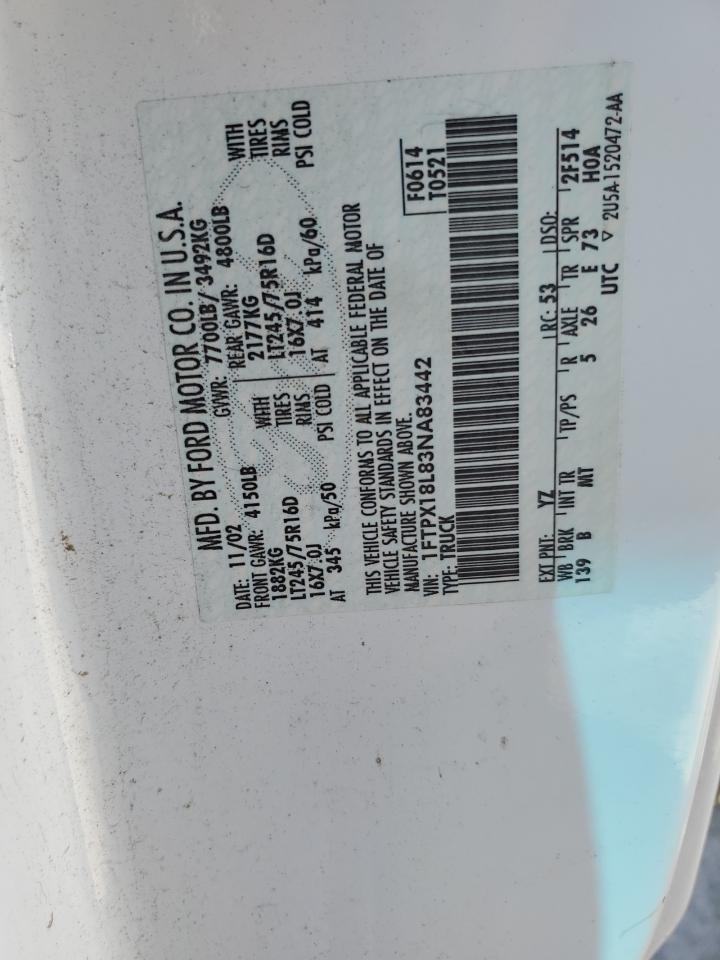 MFD. BY FORD MOTOR CO. IN U.S.A.
DATE: 11/02 GVWR: 7700LB/3492KG
FRONT GAWR: 4150LB REAR GAWR: 4800LB
1882KG WITH 2177KG WITH
LT245/75R16D TIRES LT245/75R16D TIRES
16X7.0J RIMS 16X7.0J RIMS
AT 345 kPa/50 PSI COLD AT 414 kPa/60 PSI COLD
THIS VEHICLE CONFORMS TO ALL APPLICABLE FEDERAL MOTOR
VEHICLE SAFETY STANDARDS IN EFFECT ON THE DATE OF
MANUFACTURE SHOWN ABOVE.
VIN: 1FTPX18L83NA83442 F0614
TYPE: TRUCK T0521
EXT PNT: YZ RC: 53 DSO:
WB BRK INT TR TP/PS R AXLE TR SPR 2F514
139 B MT 5 26 E 73 HOA
UTC ▽ 2U5A-1520472-AA